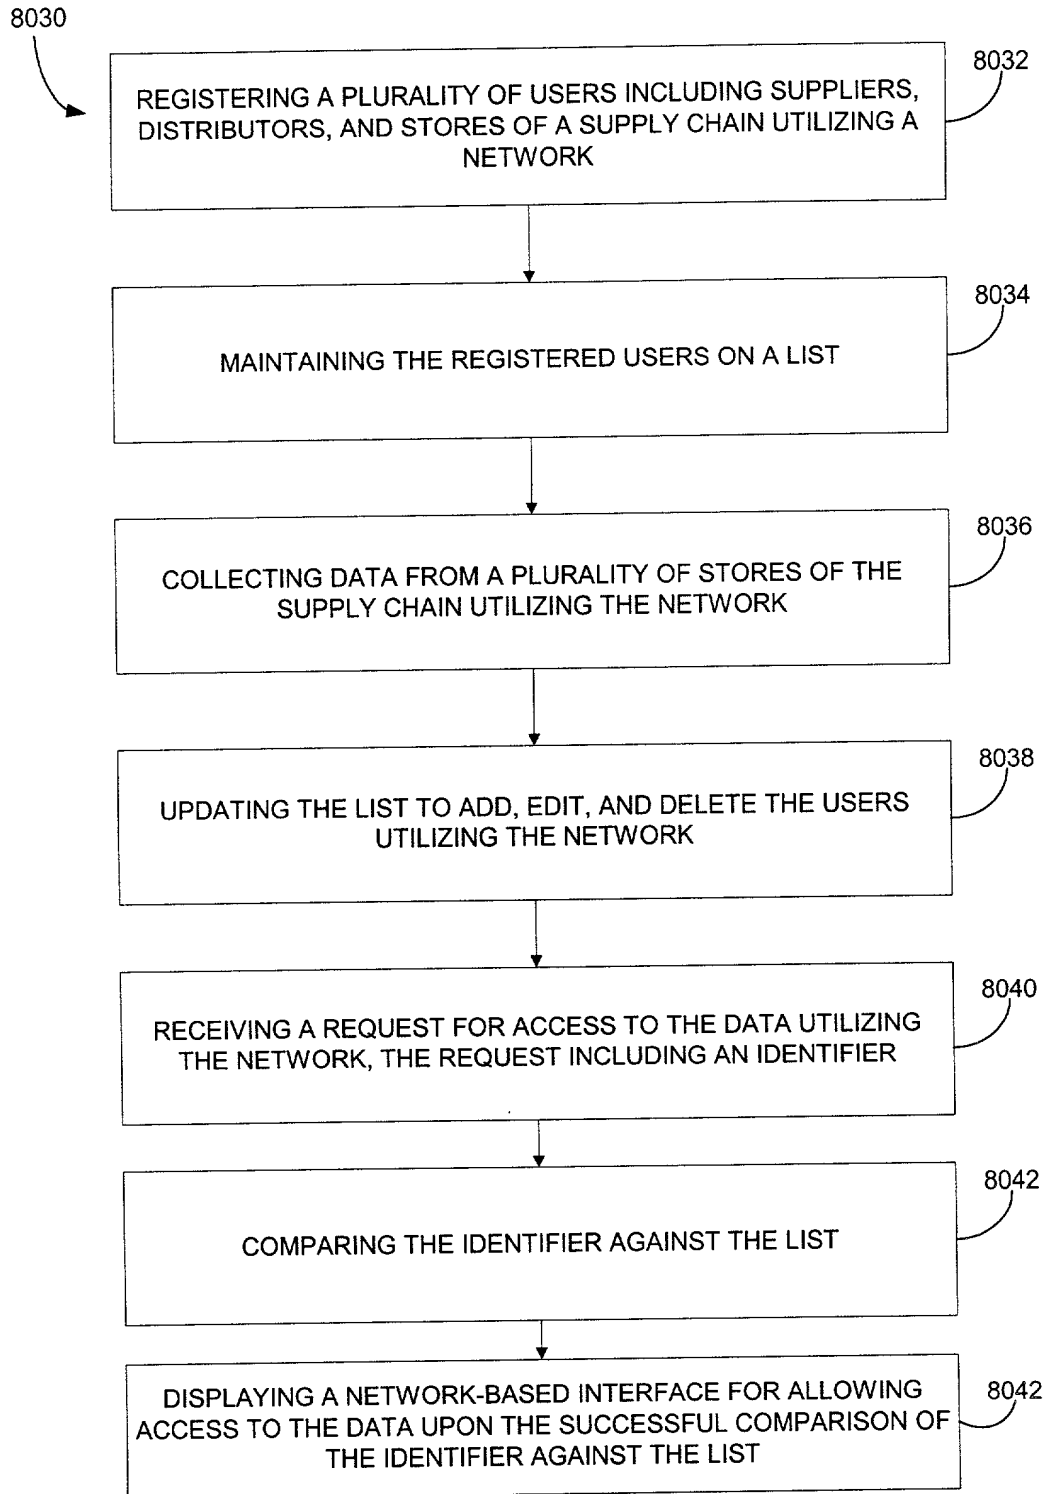 8030
8032
REGISTERING A PLURALITY OF USERS INCLUDING SUPPLIERS,
DISTRIBUTORS, AND STORES OF A SUPPLY CHAIN UTILIZING A
NETWORK
8034
MAINTAINING THE REGISTERED USERS ON A LIST
8036
COLLECTING DATA FROM A PLURALITY OF STORES OF THE
SUPPLY CHAIN UTILIZING THE NETWORK
8038
UPDATING THE LIST TO ADD, EDIT, AND DELETE THE USERS
UTILIZING THE NETWORK
8040
RECEIVING A REQUEST FOR ACCESS TO THE DATA UTILIZING
THE NETWORK, THE REQUEST INCLUDING AN IDENTIFIER
8042
COMPARING THE IDENTIFIER AGAINST THE LIST
8042
DISPLAYING A NETWORK-BASED INTERFACE FOR ALLOWING
ACCESS TO THE DATA UPON THE SUCCESSFUL COMPARISON OF
THE IDENTIFIER AGAINST THE LIST